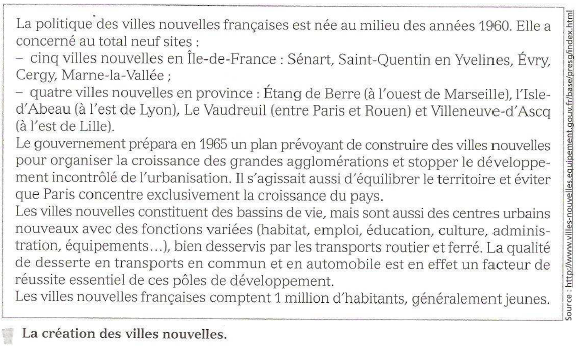 La politique des villes nouvelles françaises est née au milieu des années 1960. Elle a
concerné au total neuf sites :
– cinq villes nouvelles en Île-de-France : Sénart, Saint-Quentin en Yvelines, Évry,
Cergy, Marne-la-Vallée ;
– quatre villes nouvelles en province : Étang de Berre (à l'ouest de Marseille), l'Isle-
d'Abeau (à l'est de Lyon), Le Vaudreuil (entre Paris et Rouen) et Villeneuve-d'Ascq
(à l'est de Lille).
Le gouvernement prépara en 1965 un plan prévoyant de construire des villes nouvelles
pour organiser la croissance des grandes agglomérations et stopper le développe-
ment incontrôlé de l'urbanisation. Il s'agissait aussi d'équilibrer le territoire et éviter
que Paris concentre exclusivement la croissance du pays.
Les villes nouvelles constituent des bassins de vie, mais sont aussi des centres urbains
nouveaux avec des fonctions variées (habitat, emploi, éducation, culture, adminis-
tration, équipements...), bien desservis par les transports routier et ferré. La qualité
de desserte en transports en commun et en automobile est en effet un facteur de
réussite essentiel de ces pôles de développement.
Les villes nouvelles françaises comptent 1 million d'habitants, généralement jeunes.
Source : http://www.villes-nouvelles.equipement.gouv.fr/base/presg/index.html
La création des villes nouvelles.